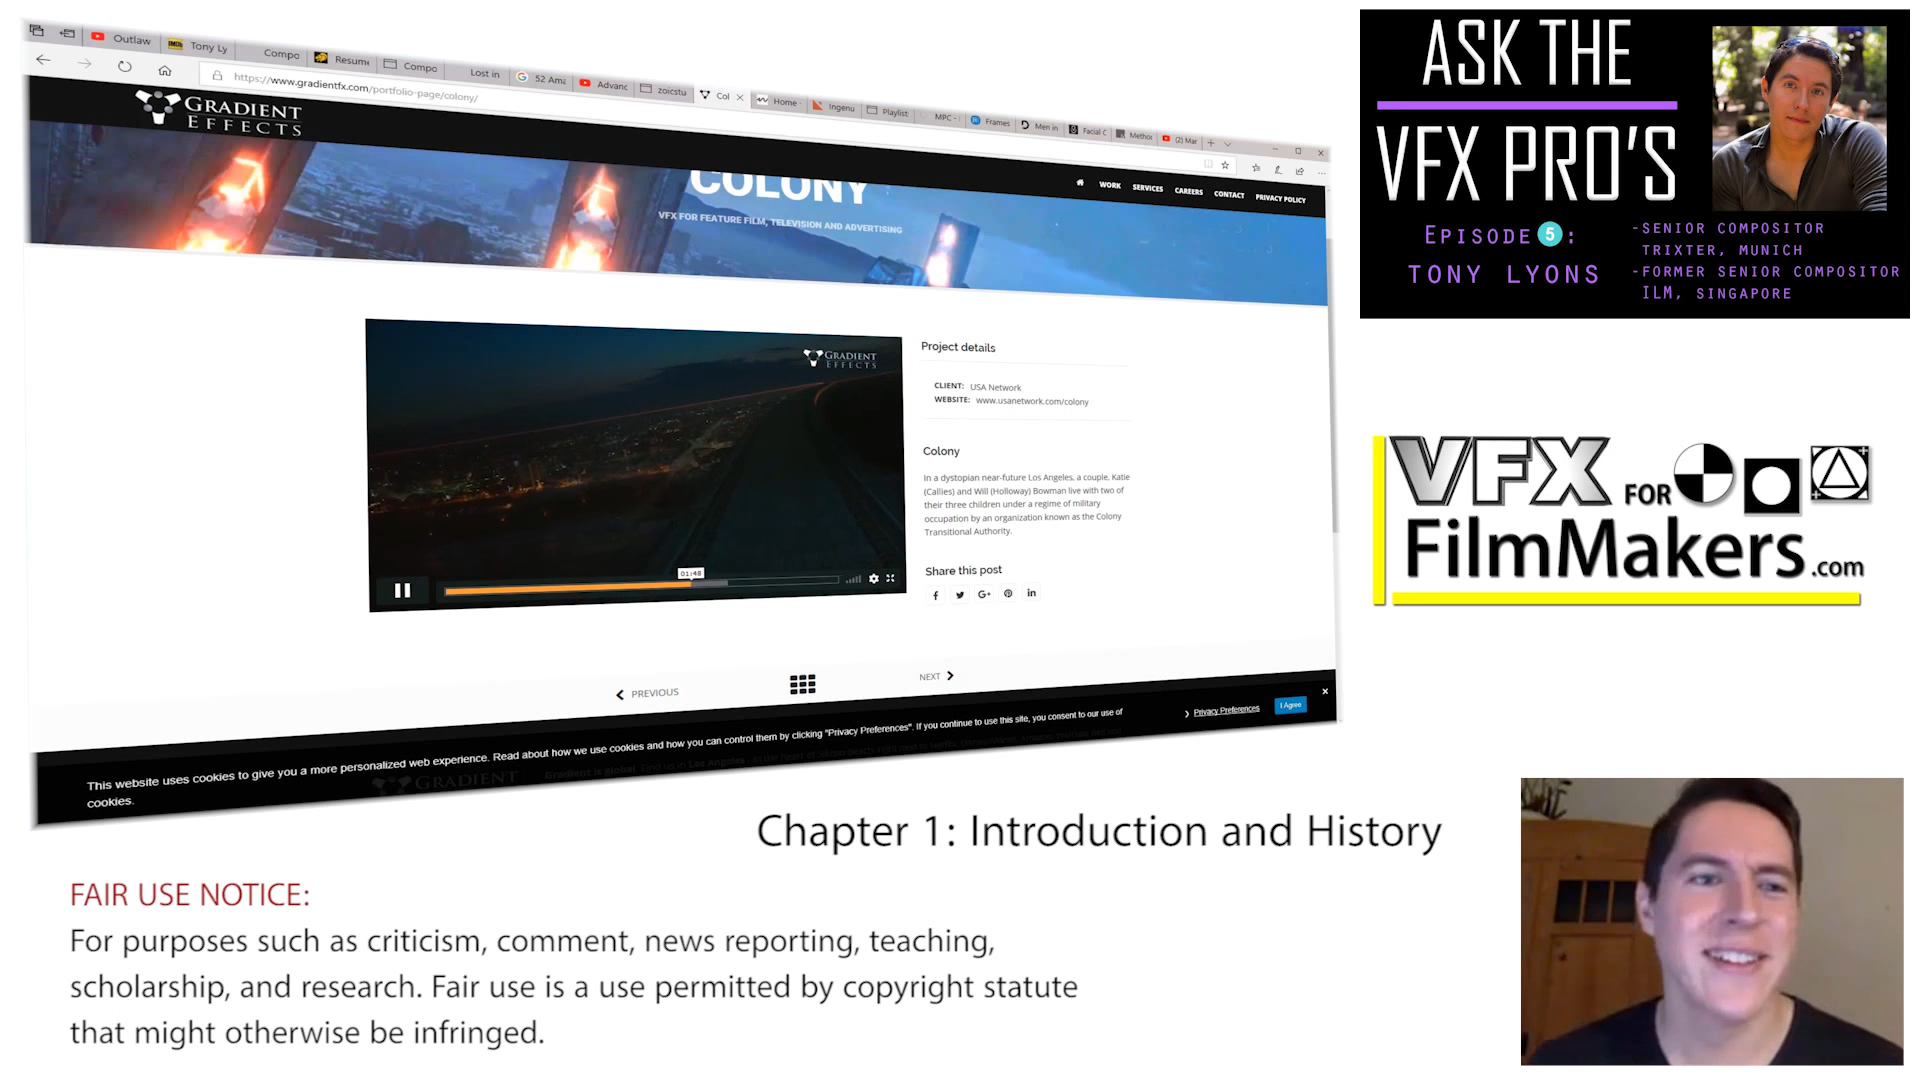 Outlaw
Tony Ly
Compo
Resume
Compo
Lost in
52 Ama
Advanc
zoicstu
Col
Home
Ingenu
Playlist
MPC -
Frames
Men in
Facial C
Metho
(2) Mar
https://www.gradientfx.com/portfolio-page/colony/
GRADIENT
EFFECTS
WORK SERVICES CAREERS CONTACT PRIVACY POLICY
COLONY
VFX FOR FEATURE FILM, TELEVISION AND ADVERTISING
GRADIENT
EFFECTS
01:48
Project details
CLIENT: USA Network
WEBSITE: www.usanetwork.com/colony
Colony
In a dystopian near-future Los Angeles, a couple, Katie
(Callies) and Will (Holloway) Bowman live with two of
their three children under a regime of military
occupation by an organization known as the Colony
Transitional Authority.
Share this post
PREVIOUS
NEXT
This website uses cookies to give you a more personalized web experience. Read about how we use cookies and how you can control them by clicking "Privacy Preferences". If you continue to use this site, you consent to our use of
cookies.
Privacy Preferences
I Agree
GRADIENT
ASK THE
VFX PRO'S
EPISODE 5:
TONY LYONS
-SENIOR COMPOSITOR
TRIXTER, MUNICH
-FORMER SENIOR COMPOSITOR
ILM, SINGAPORE
VFX FOR
FilmMakers.com
Chapter 1: Introduction and History
FAIR USE NOTICE:
For purposes such as criticism, comment, news reporting, teaching,
scholarship, and research. Fair use is a use permitted by copyright statute
that might otherwise be infringed.